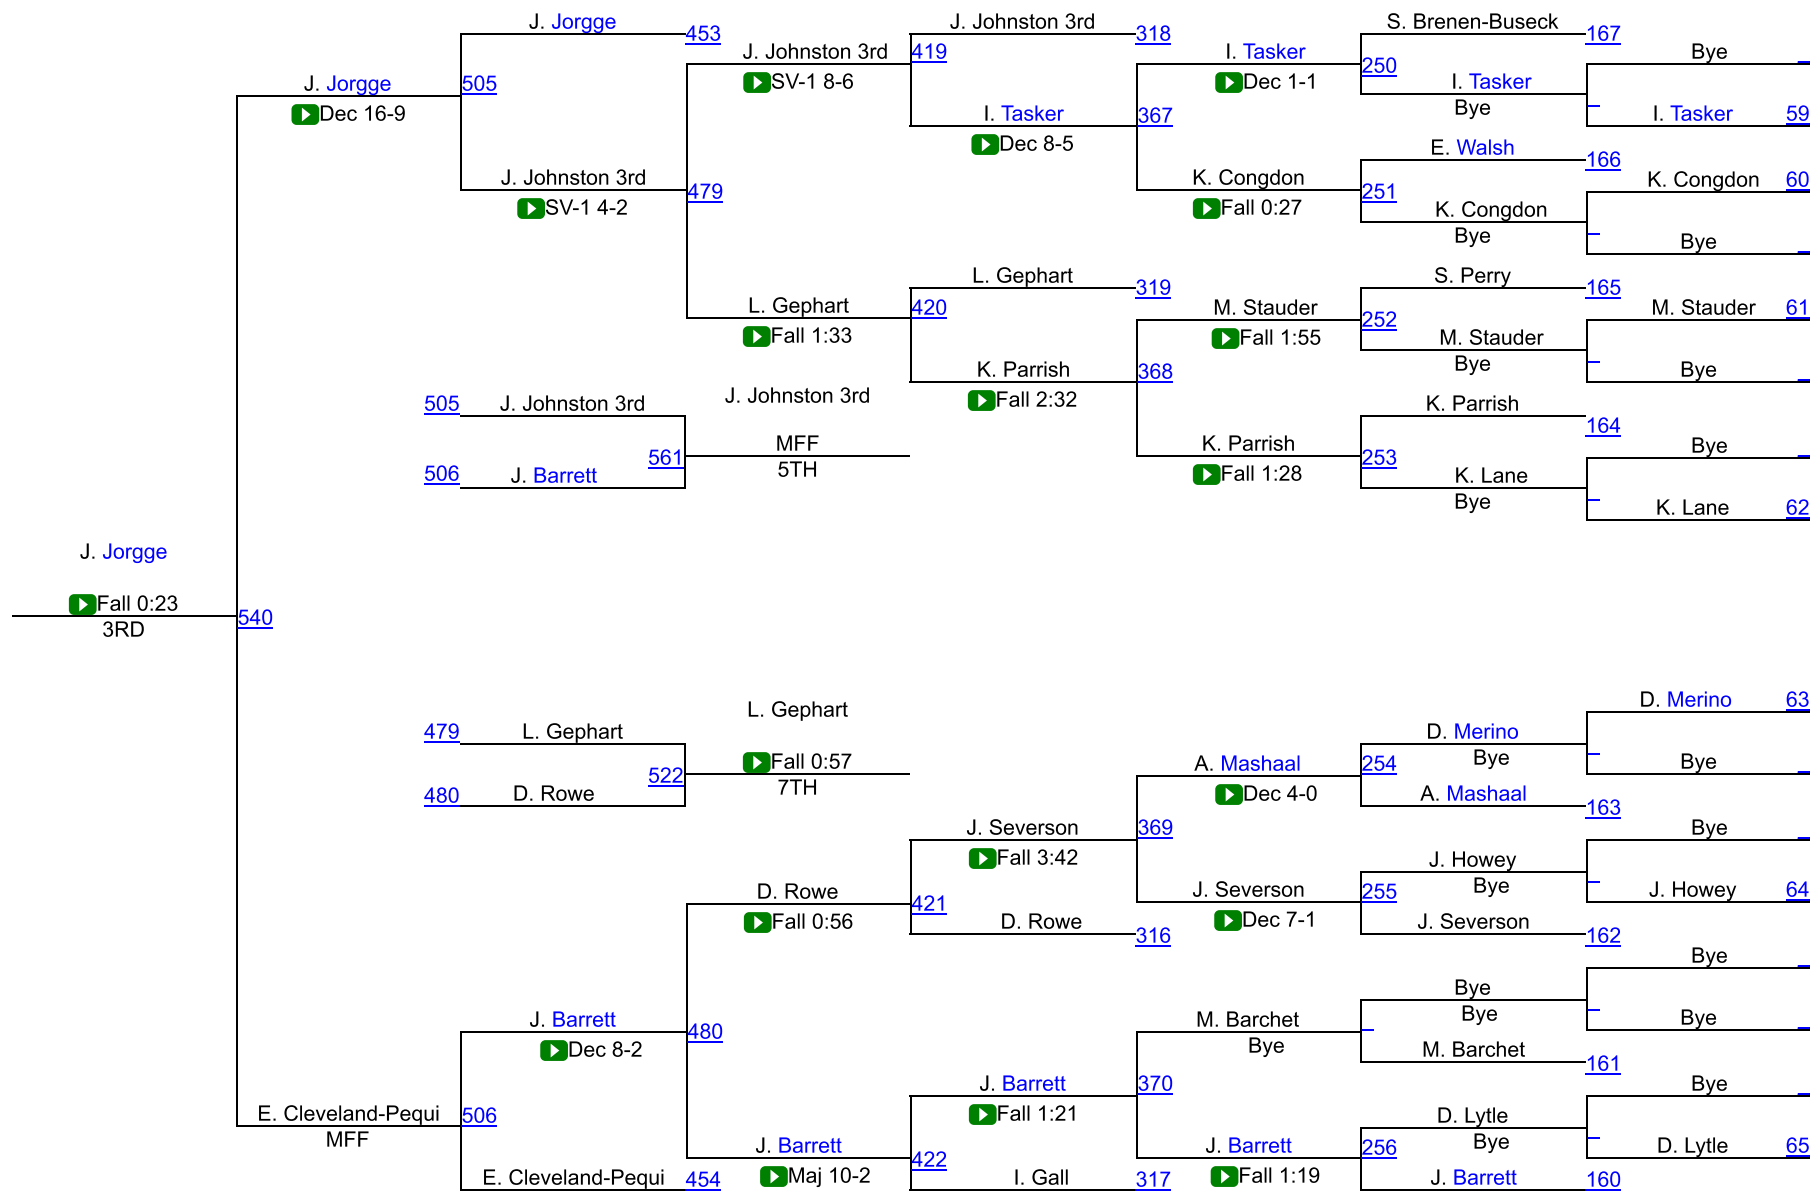 J. Jorgge
453
J. Johnston 3rd
318
S. Brenen-Buseck
167
J. Johnston 3rd
SV-1 8-6
419
I. Tasker
Dec 1-1
250
Bye
J. Jorgge
Dec 16-9
505
I. Tasker
Bye
I. Tasker
Dec 8-5
367
I. Tasker
59
E. Walsh
166
J. Johnston 3rd
SV-1 4-2
479
K. Congdon
Fall 0:27
251
K. Congdon
60
K. Congdon
Bye
Bye
L. Gephart
319
S. Perry
165
L. Gephart
Fall 1:33
420
M. Stauder
Fall 1:55
252
M. Stauder
61
M. Stauder
Bye
K. Parrish
Fall 2:32
368
Bye
505
J. Johnston 3rd
J. Johnston 3rd
K. Parrish
164
MFF
5TH
561
K. Parrish
Fall 1:28
253
Bye
506
J. Barrett
K. Lane
Bye
K. Lane
62
J. Jorgge
Fall 0:23
3RD
540
L. Gephart
D. Merino
63
479
L. Gephart
D. Merino
Bye
Fall 0:57
7TH
522
A. Mashaal
Dec 4-0
254
Bye
480
D. Rowe
A. Mashaal
163
J. Severson
Fall 3:42
369
Bye
J. Howey
Bye
D. Rowe
Fall 0:56
421
J. Severson
Dec 7-1
255
J. Howey
64
D. Rowe
316
J. Severson
162
Bye
Bye
Bye
J. Barrett
Dec 8-2
480
M. Barchet
Bye
Bye
M. Barchet
161
J. Barrett
Fall 1:21
370
Bye
E. Cleveland-Pequi
MFF
506
D. Lytle
Bye
J. Barrett
Maj 10-2
422
J. Barrett
Fall 1:19
256
D. Lytle
65
E. Cleveland-Pequi
454
I. Gall
317
J. Barrett
160